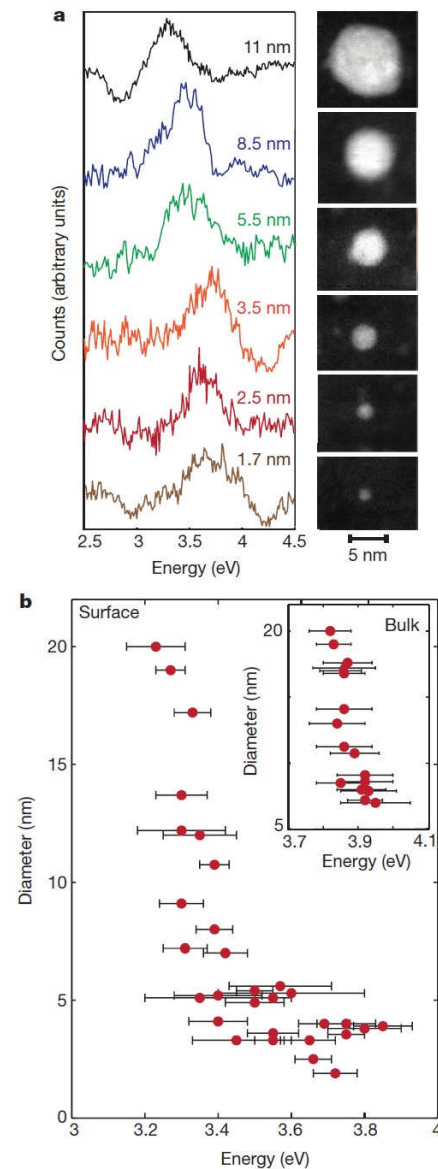 a
11 nm
8.5 nm
5.5 nm
3.5 nm
2.5 nm
1.7 nm
Counts (arbitrary units)
2.5 3.0 3.5 4.0 4.5
Energy (eV)
5 nm
b
Surface
20
15
10
5
0
Diameter (nm)
3 3.2 3.4 3.6 3.8 4
Energy (eV)
Bulk
20
5
Diameter (nm)
3.7 3.9 4.1
Energy (eV)